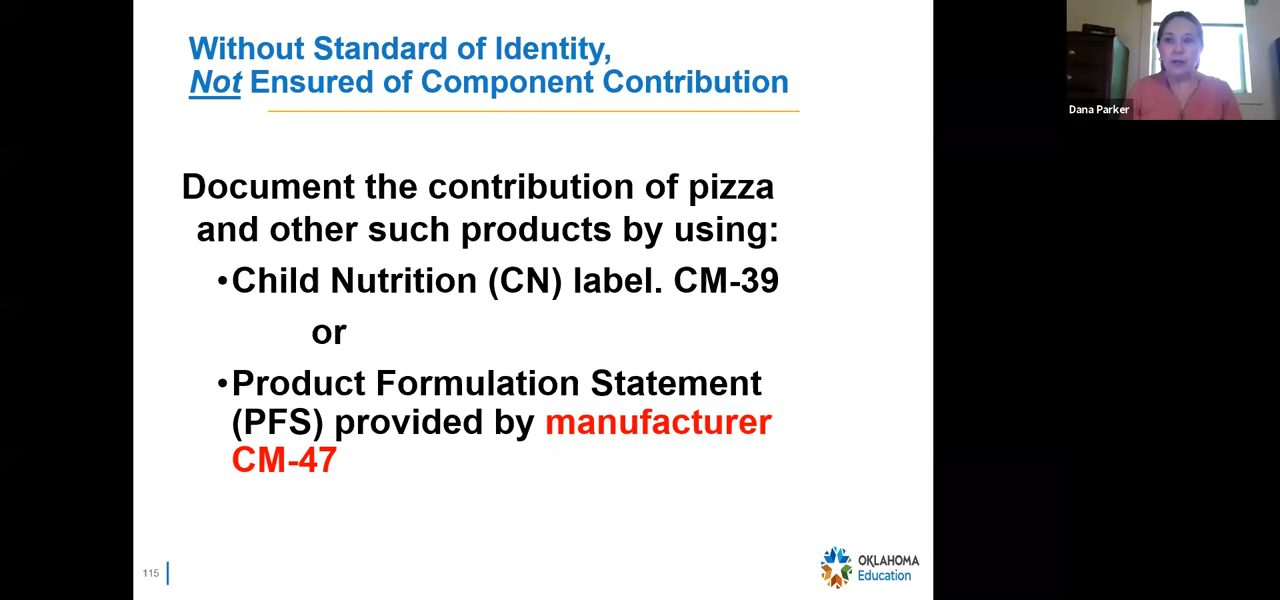 Without Standard of Identity,
Not Ensured of Component Contribution
Document the contribution of pizza
and other such products by using:
•Child Nutrition (CN) label. CM-39
or
•Product Formulation Statement
(PFS) provided by manufacturer
CM-47
115
OKLAHOMA
Education
Dana Parker